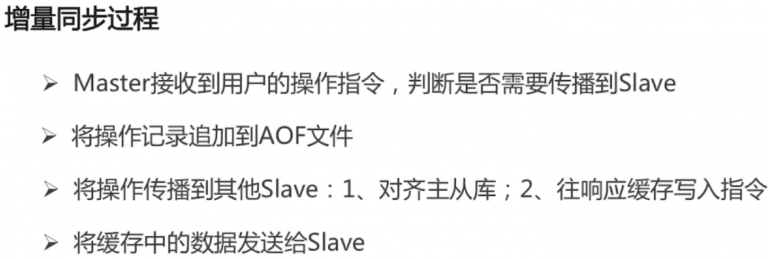 增量同步过程
➢ Master接收到用户的操作指令，判断是否需要传播到Slave
➢ 将操作记录追加到AOF文件
➢ 将操作传播到其他Slave：1、对齐主从库；2、往响应缓存写入指令
➢ 将缓存中的数据发送给Slave